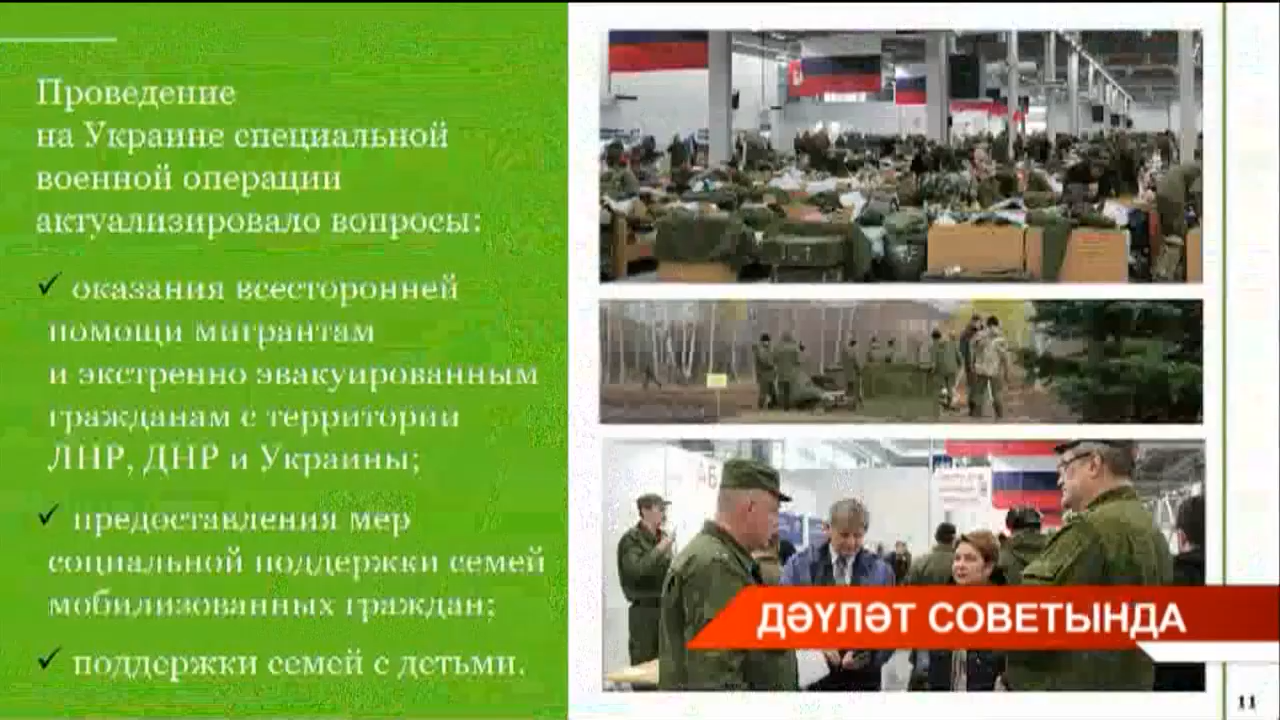 Проведение
на Украине специальной
военной операции
актуализировало вопросы:
✓ оказания всесторонней
помощи мигрантам
и экстренно эвакуированным
гражданам с территории
ЛНР, ДНР и Украины;
✓ предоставления мер
социальной поддержки семей
мобилизованных граждан;
✓ поддержки семей с детьми.
АБ
ДӘҮЛӘТ СОВЕТЫНДА
11